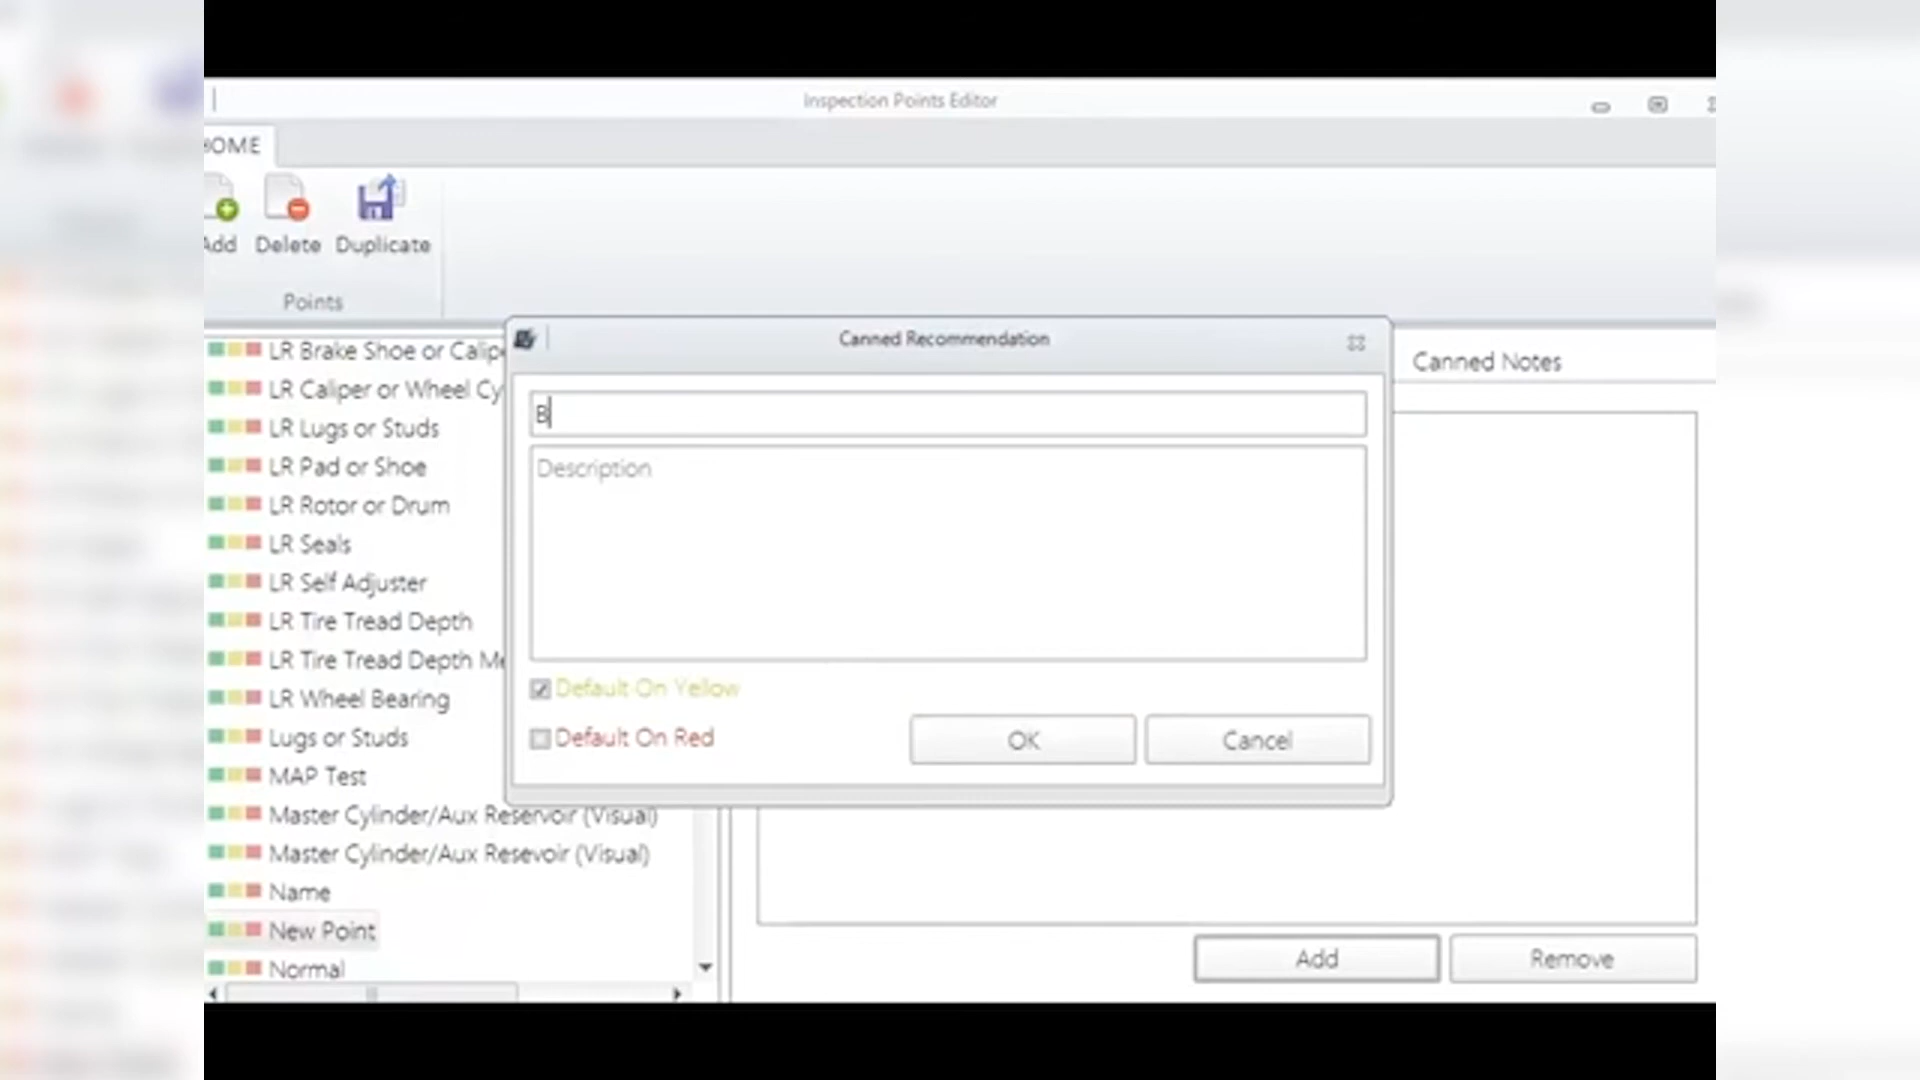 Inspection Points Editor
HOME
Add Delete Duplicate
Points
Canned Recommendation
B
Description
Default On Yellow
Default On Red
OK Cancel
Canned Notes
LR Brake Shoe or Calipe
LR Caliper or Wheel Cy
LR Lugs or Studs
LR Pad or Shoe
LR Rotor or Drum
LR Seals
LR Self Adjuster
LR Tire Tread Depth
LR Tire Tread Depth Me
LR Wheel Bearing
Lugs or Studs
MAP Test
Master Cylinder/Aux Reservoir (Visual)
Master Cylinder/Aux Resevoir (Visual)
Name
New Point
Normal
Add Remove